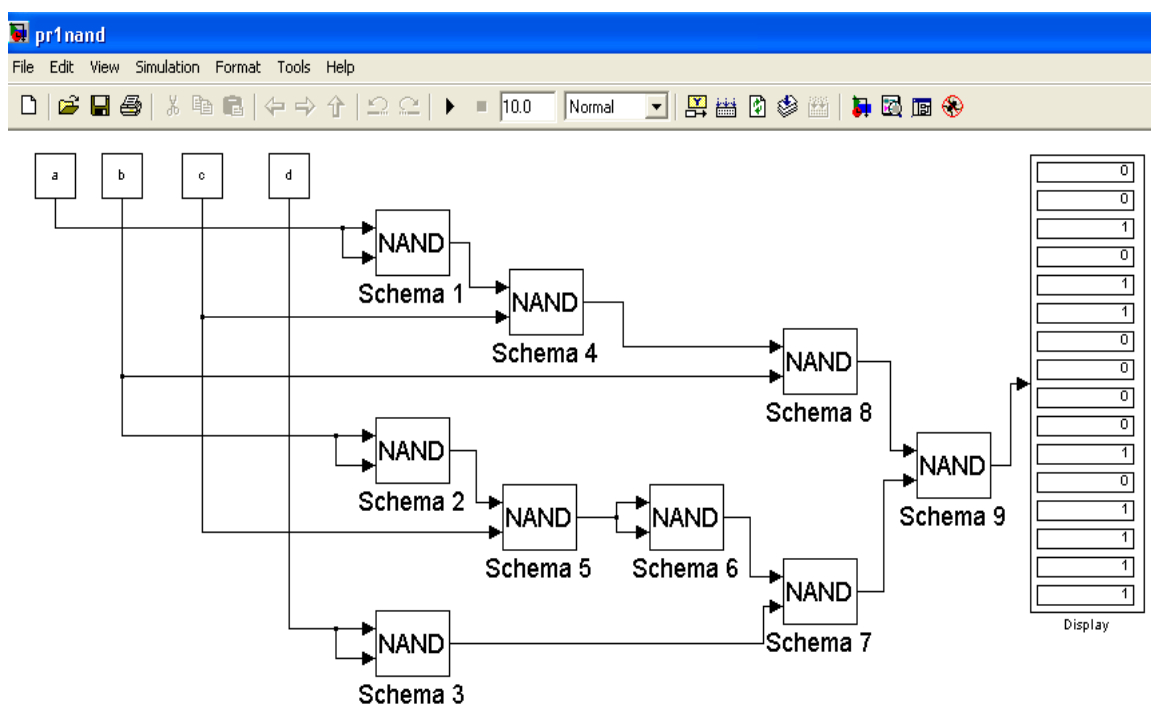 pr1nand
File Edit View Simulation Format Tools Help
10.0 Normal
a b c d
NAND
Schema 1
NAND
Schema 4
NAND
Schema 8
NAND
Schema 2
NAND
Schema 9
NAND
Schema 5
NAND
Schema 6
NAND
Schema 7
NAND
Schema 3
0
0
1
0
1
1
0
0
0
0
1
0
1
1
1
1
Display